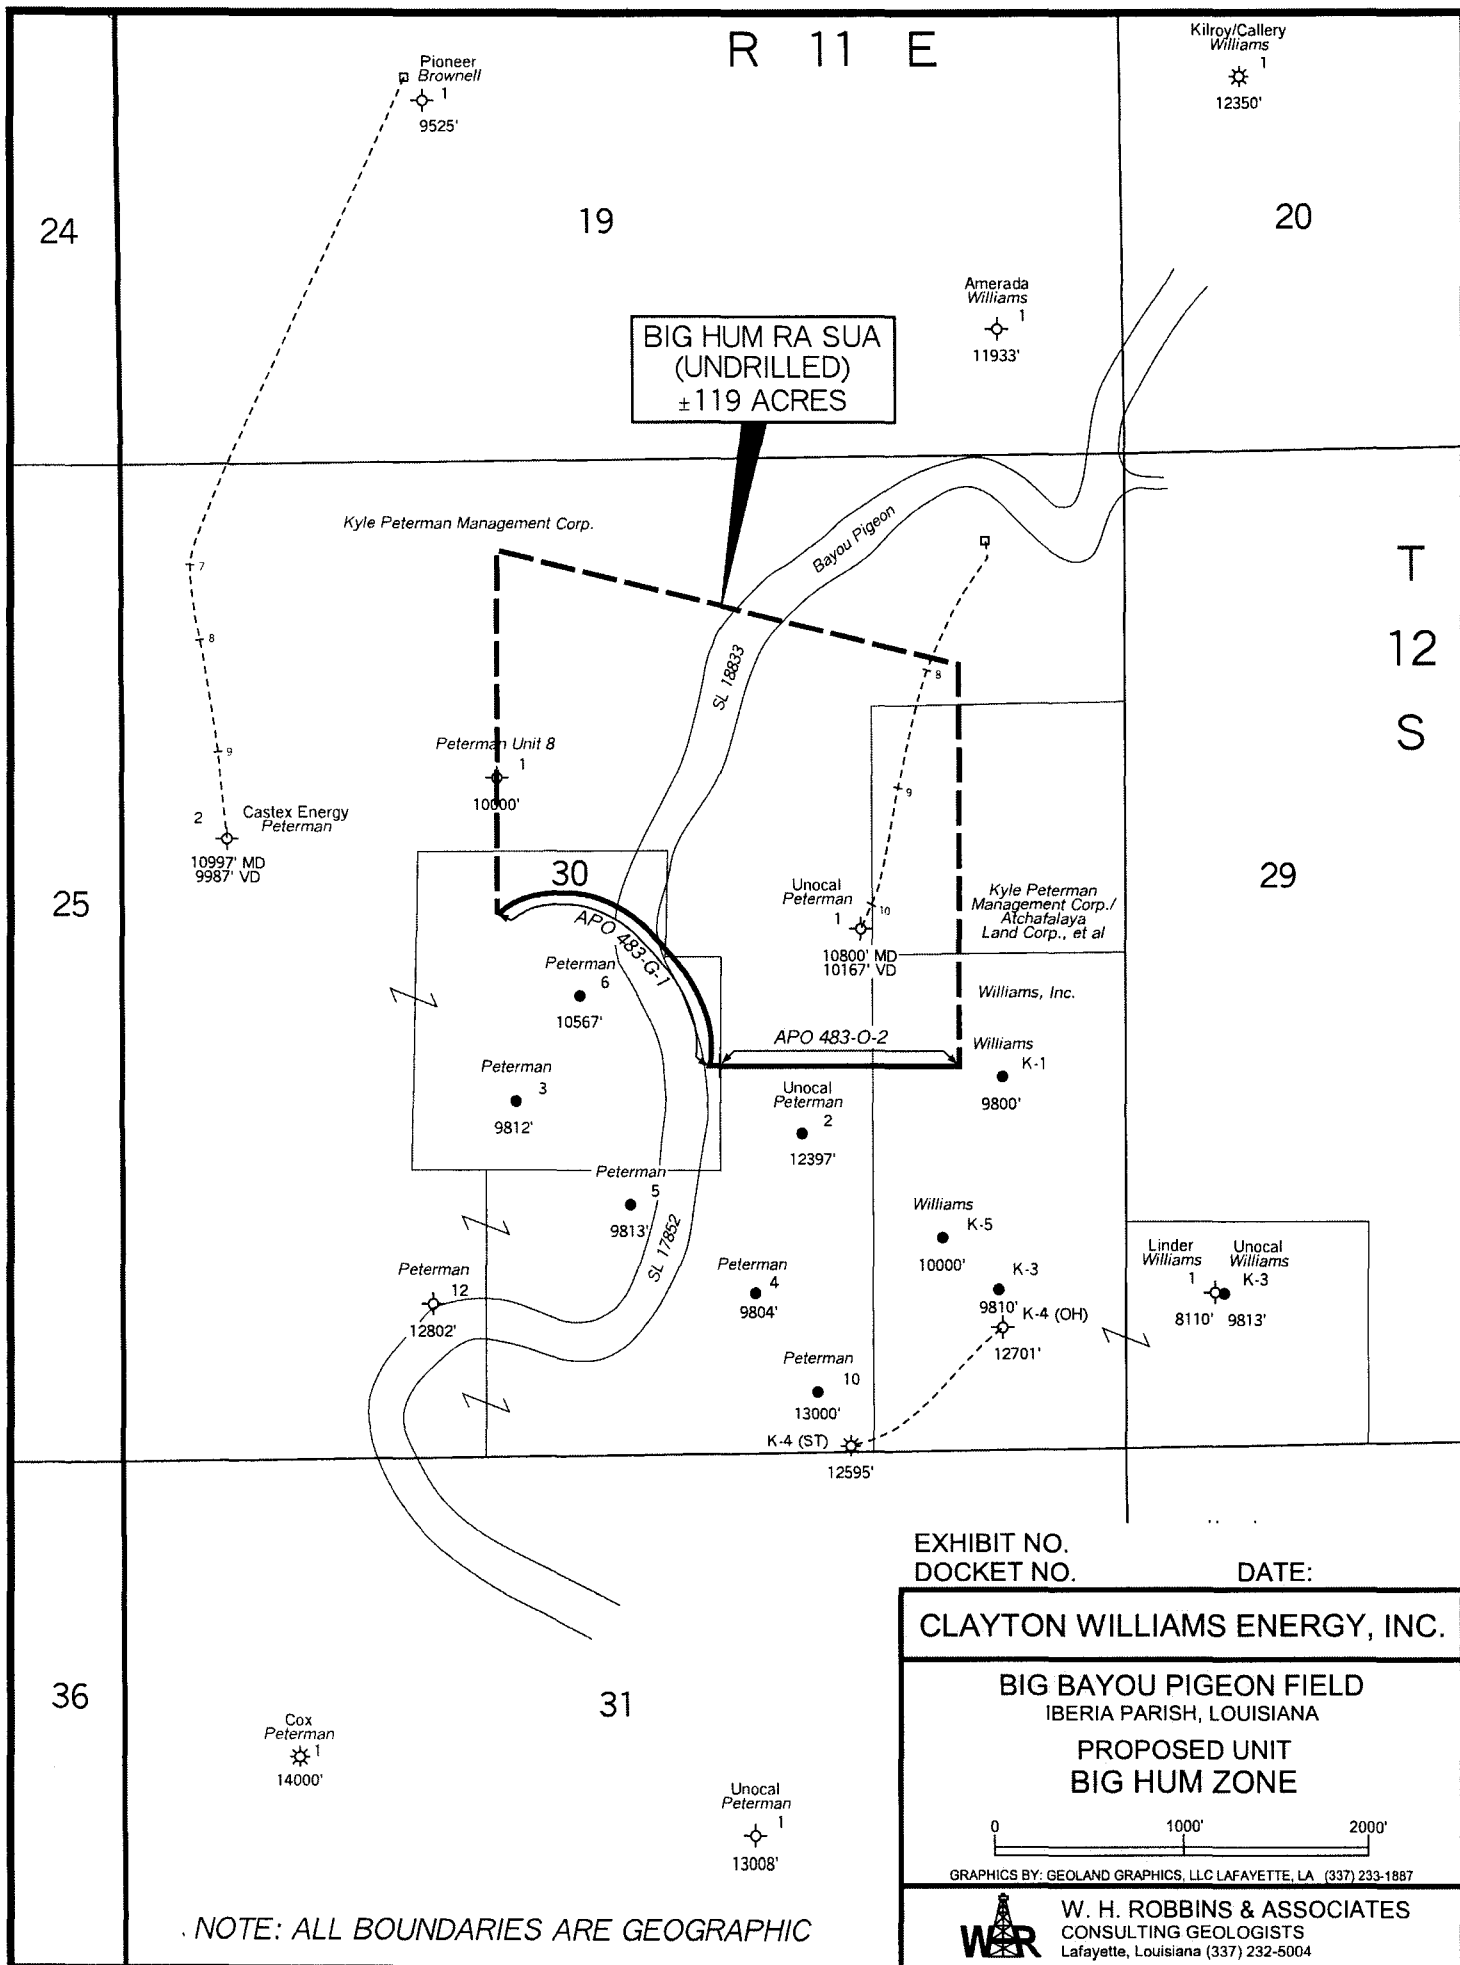 R 11 E
Kilroy/Callery
Williams
1
12350'
Pioneer
Brownell
1
9525'
24
19
20
Amerada
Williams
1
11933'
BIG HUM RA SUA
(UNDRILLED)
±119 ACRES
Kyle Peterman Management Corp.
Bayou Pigeon
T
12
S
7
8
9
SL 18833
8
9
10
Peterman Unit 8
1
10000'
2
Castex Energy
Peterman
10997' MD
9987' VD
25
30
29
Unocal
Peterman
1
10800' MD
10167' VD
Kyle Peterman
Management Corp./
Atchafalaya
Land Corp., et al
APO 483-G-1
Peterman
6
10567'
Williams, Inc.
APO 483-O-2
Williams
K-1
9800'
Peterman
3
9812'
Unocal
Peterman
2
12397'
Peterman
5
9813'
SL 17852
Williams
K-5
10000'
Peterman
12
12802'
Peterman
4
9804'
K-3
9810'
K-4 (OH)
12701'
Linder
Williams
1
8110'
Unocal
Williams
K-3
9813'
Peterman
10
13000'
K-4 (ST)
12595'
36
31
Cox
Peterman
1
14000'
Unocal
Peterman
1
13008'
EXHIBIT NO.
DOCKET NO. DATE:
CLAYTON WILLIAMS ENERGY, INC.
BIG BAYOU PIGEON FIELD
IBERIA PARISH, LOUISIANA
PROPOSED UNIT
BIG HUM ZONE
0 1000' 2000'
GRAPHICS BY: GEOLAND GRAPHICS, LLC LAFAYETTE, LA (337) 233-1887
W R
W. H. ROBBINS & ASSOCIATES
CONSULTING GEOLOGISTS
Lafayette, Louisiana (337) 232-5004
NOTE: ALL BOUNDARIES ARE GEOGRAPHIC